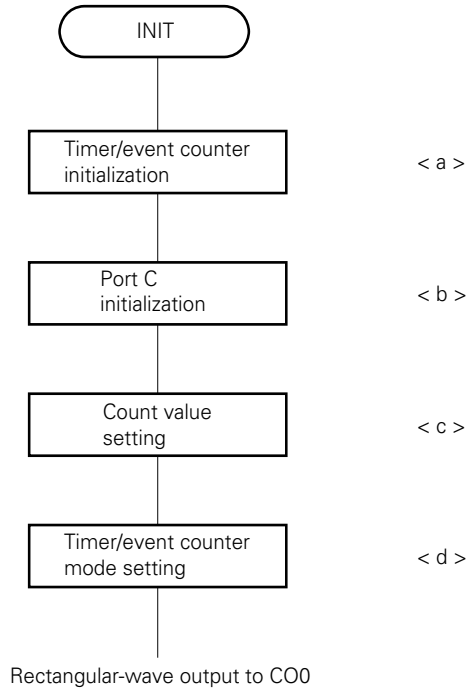 INIT
Timer/event counter
initialization
< a >
Port C
initialization
< b >
Count value
setting
< c >
Timer/event counter
mode setting
< d >
Rectangular-wave output to CO0